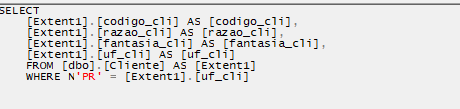 SELECT
[Extent1].[codigo_cli] AS [codigo_cli],
[Extent1].[razao_cli] AS [razao_cli],
[Extent1].[fantasia_cli] AS [fantasia_cli],
[Extent1].[uf_cli] AS [uf_cli]
FROM [dbo].[Cliente] AS [Extent1]
WHERE N'PR' = [Extent1].[uf_cli]